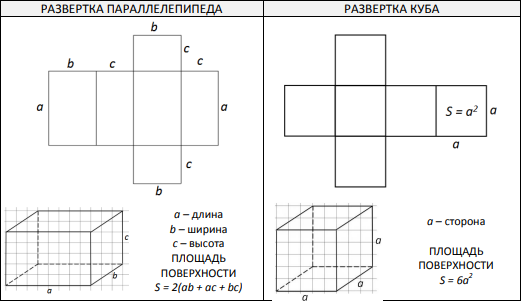 РАЗВЕРТКА ПАРАЛЛЕЛЕПИПЕДА
b
c
b
c
c
a
a
c
b
c
b
a
a – длина
b – ширина
c – высота
ПЛОЩАДЬ
ПОВЕРХНОСТИ
S = 2(ab + ac + bc)
РАЗВЕРТКА КУБА
S = a²
a
a
a
a
a
a – сторона
ПЛОЩАДЬ
ПОВЕРХНОСТИ
S = 6a²